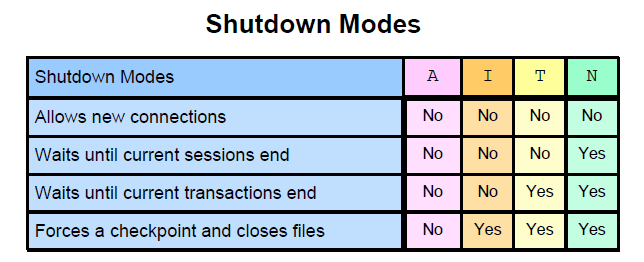 Shutdown Modes
Shutdown Modes A I T N
Allows new connections No No No No
Waits until current sessions end No No No Yes
Waits until current transactions end No No Yes Yes
Forces a checkpoint and closes files No Yes Yes Yes